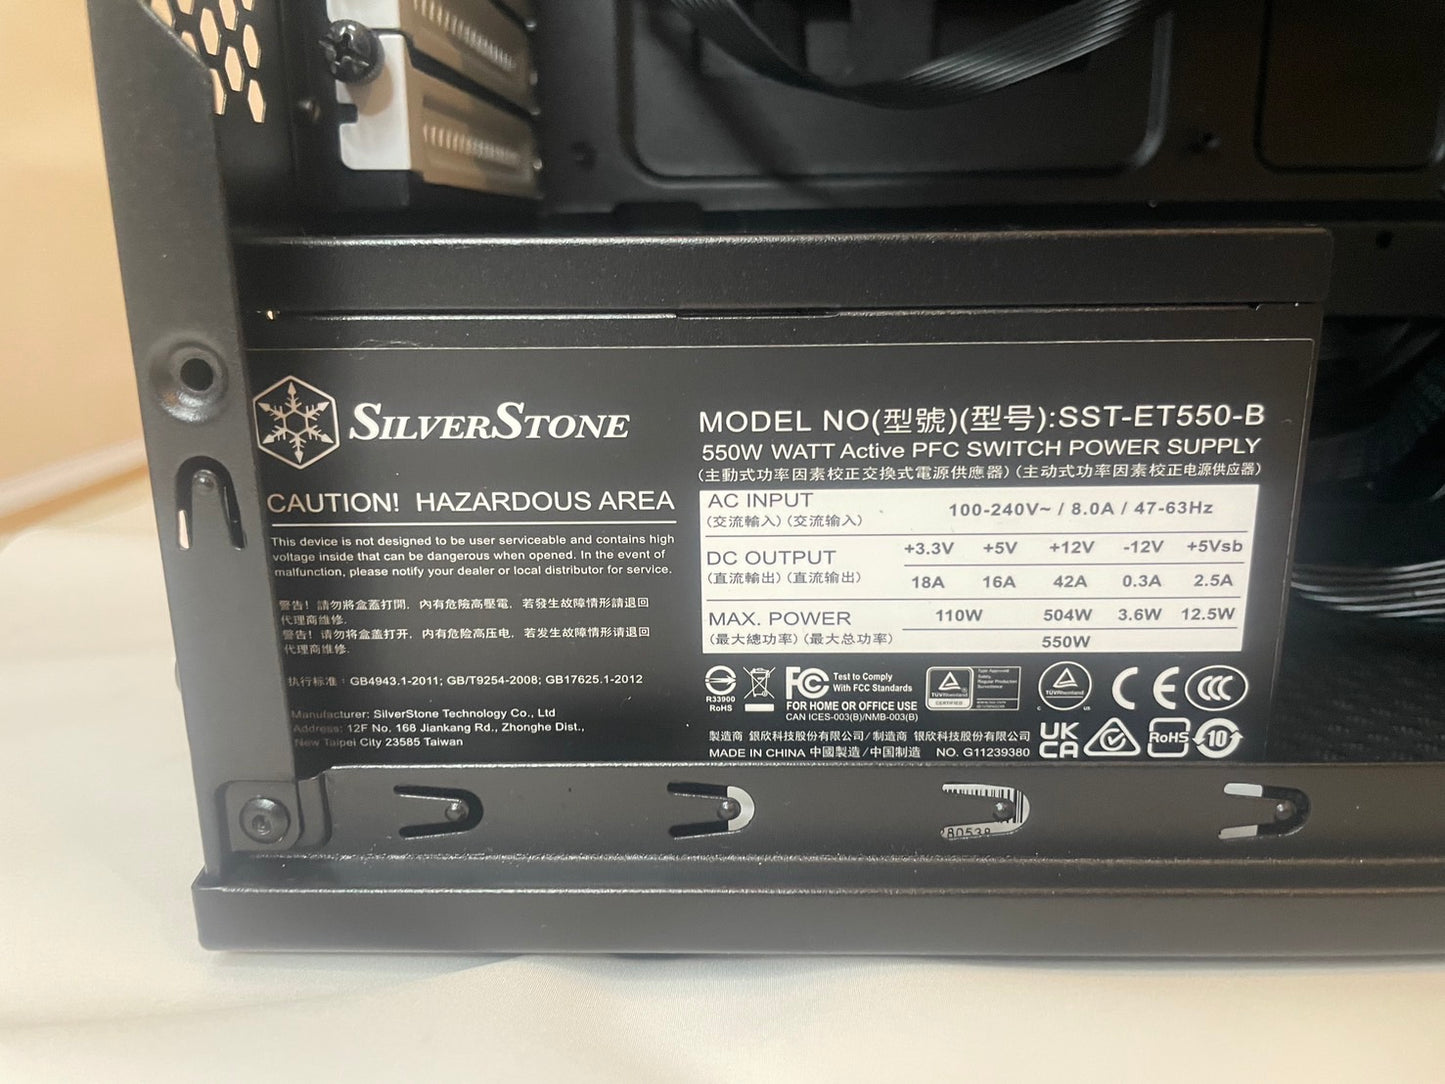 SILVERSTONE
CAUTION! HAZARDOUS AREA
This device is not designed to be user serviceable and contains high
voltage inside that can be dangerous when opened. In the event of
malfunction, please notify your dealer or local distributor for service.
警告！請勿將盒蓋打開，內有危險高壓電，若發生故障情形請退回
代理商維修.
警告！请勿将盒盖打开，内有危险高压电，若发生故障情形请退回
代理商维修.
执行标准：GB4943.1-2011; GB/T9254-2008; GB17625.1-2012
Manufacturer: SilverStone Technology Co., Ltd
Address: 12F No. 168 Jiankang Rd., Zhonghe Dist.,
New Taipei City 23585 Taiwan
MODEL NO(型號)(型号):SST-ET550-B
550W WATT Active PFC SWITCH POWER SUPPLY
(主動式功率因素校正交換式電源供應器) (主动式功率因素校正电源供应器)
AC INPUT
(交流輸入) (交流输入)
100-240V~ / 8.0A / 47-63Hz
DC OUTPUT
(直流輸出) (直流输出)
+3.3V +5V +12V -12V +5Vsb
18A 16A 42A 0.3A 2.5A
MAX. POWER
(最大總功率) (最大总功率)
110W 504W 3.6W 12.5W
550W
R33900
RoHS
FC Test to Comply
With FCC Standards
FOR HOME OR OFFICE USE
CAN ICES-003(B)/NMB-003(B)
TÜVRheinland
CERTIFIED
Type Approved
Safety
Regular Production
Surveillance
TÜVRheinland
C US
CE
CCC
製造商 銀欣科技股份有限公司/制造商 银欣科技股份有限公司
MADE IN CHINA 中國製造/中国制造 NO. G11239380
UK
CA
RoHS
10
280538